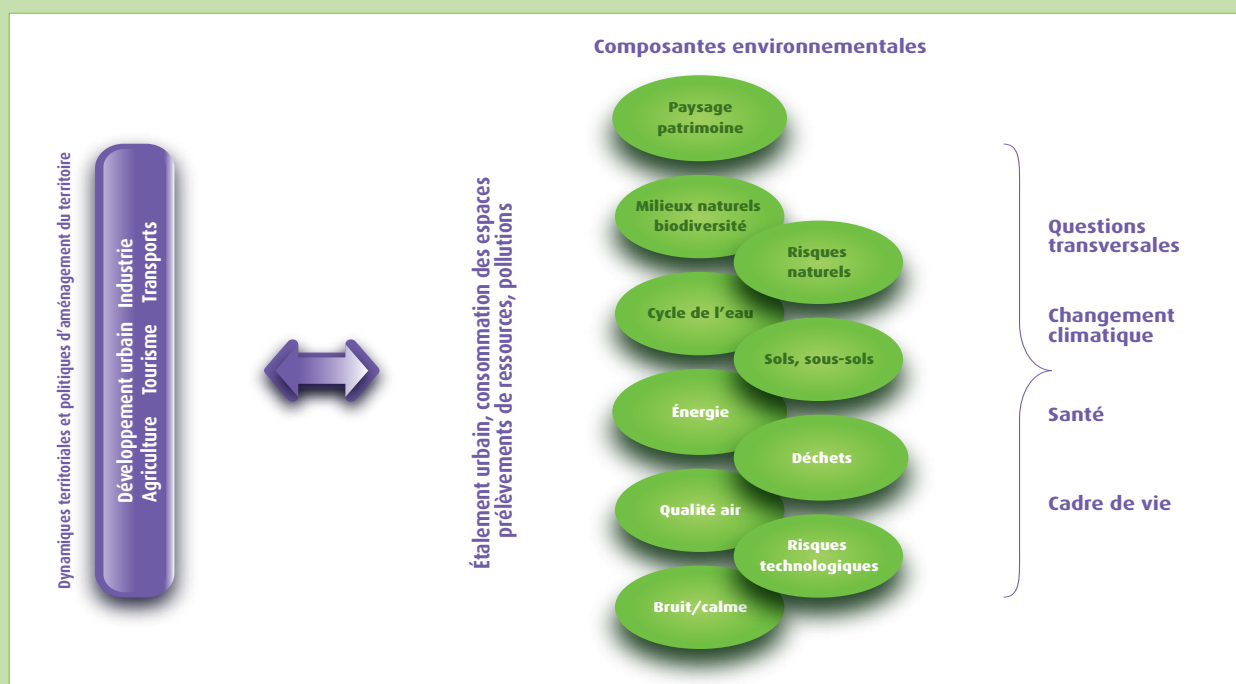 Composantes environnementales
Dynamiques territoriales et politiques d'aménagement du territoire
Développement urbain Industrie
Agriculture Tourisme Transports
Étalement urbain, consommation des espaces
prélèvements de ressources, pollutions
Paysage
patrimoine
Milieux naturels
biodiversité
Risques
naturels
Cycle de l'eau
Sols, sous-sols
Énergie
Déchets
Qualité air
Risques
technologiques
Bruit/calme
Questions
transversales
Changement
climatique
Santé
Cadre de vie